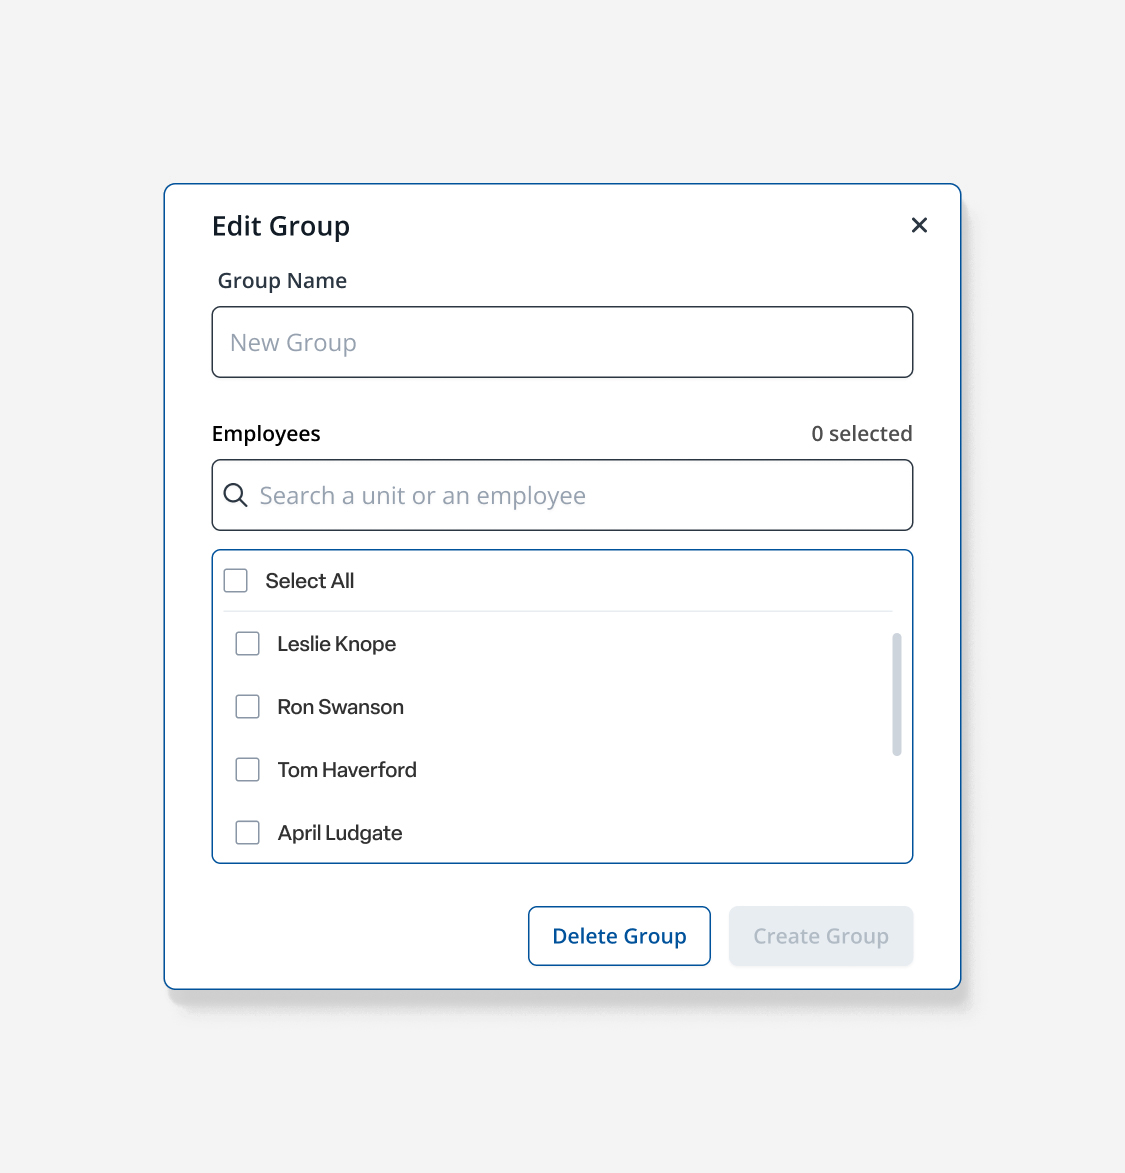 Edit Group
Group Name
New Group
Employees
0 selected
Search a unit or an employee
Select All
Leslie Knope
Ron Swanson
Tom Haverford
April Ludgate
Delete Group
Create Group